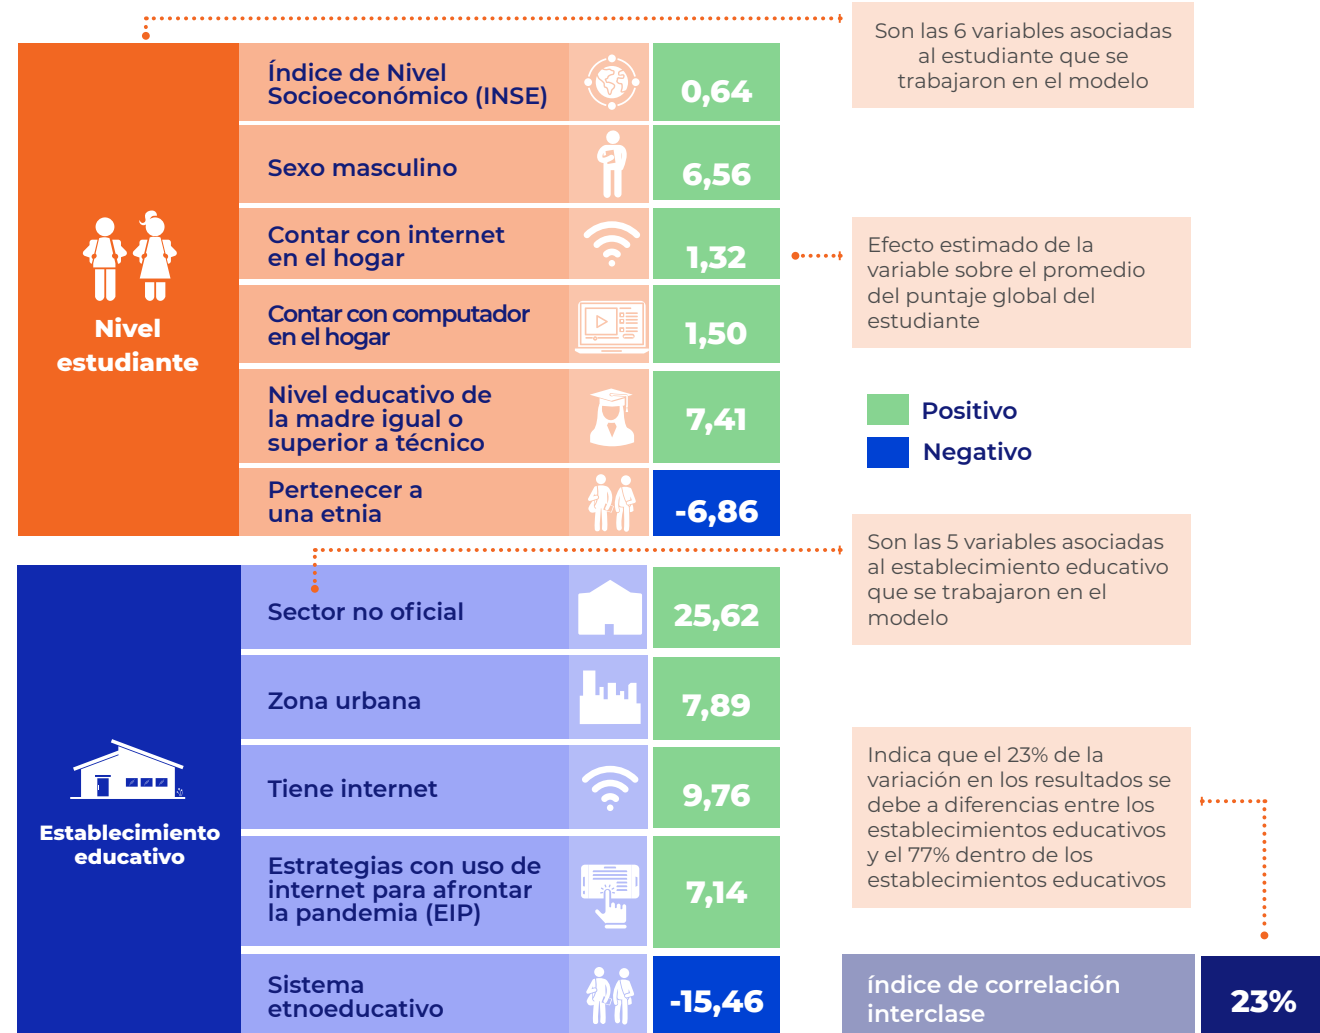 Son las 6 variables asociadas
al estudiante que se
trabajaron en el modelo
Nivel
estudiante
Índice de Nivel
Socioeconómico (INSE)
0,64
Sexo masculino
6,56
Contar con internet
en el hogar
1,32
Contar con computador
en el hogar
1,50
Nivel educativo de
la madre igual o
superior a técnico
7,41
Pertenecer a
una etnia
-6,86
Efecto estimado de la
variable sobre el promedio
del puntaje global del
estudiante
Positivo
Negativo
Son las 5 variables asociadas
al establecimiento educativo
que se trabajaron en el
modelo
Establecimiento
educativo
Sector no oficial
25,62
Zona urbana
7,89
Tiene internet
9,76
Estrategias con uso de
internet para afrontar
la pandemia (EIP)
7,14
Sistema
etnoeducativo
-15,46
Indica que el 23% de la
variación en los resultados se
debe a diferencias entre los
establecimientos educativos
y el 77% dentro de los
establecimientos educativos
índice de correlación
interclase
23%